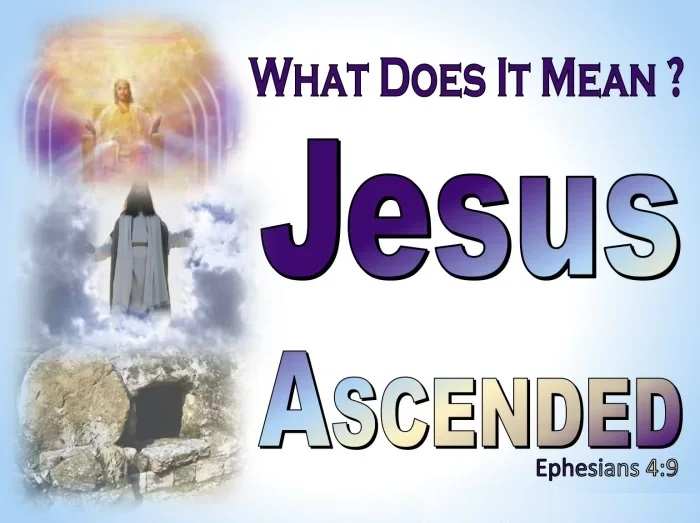 What Does It Mean ?
Jesus
Ascended
Ephesians 4:9